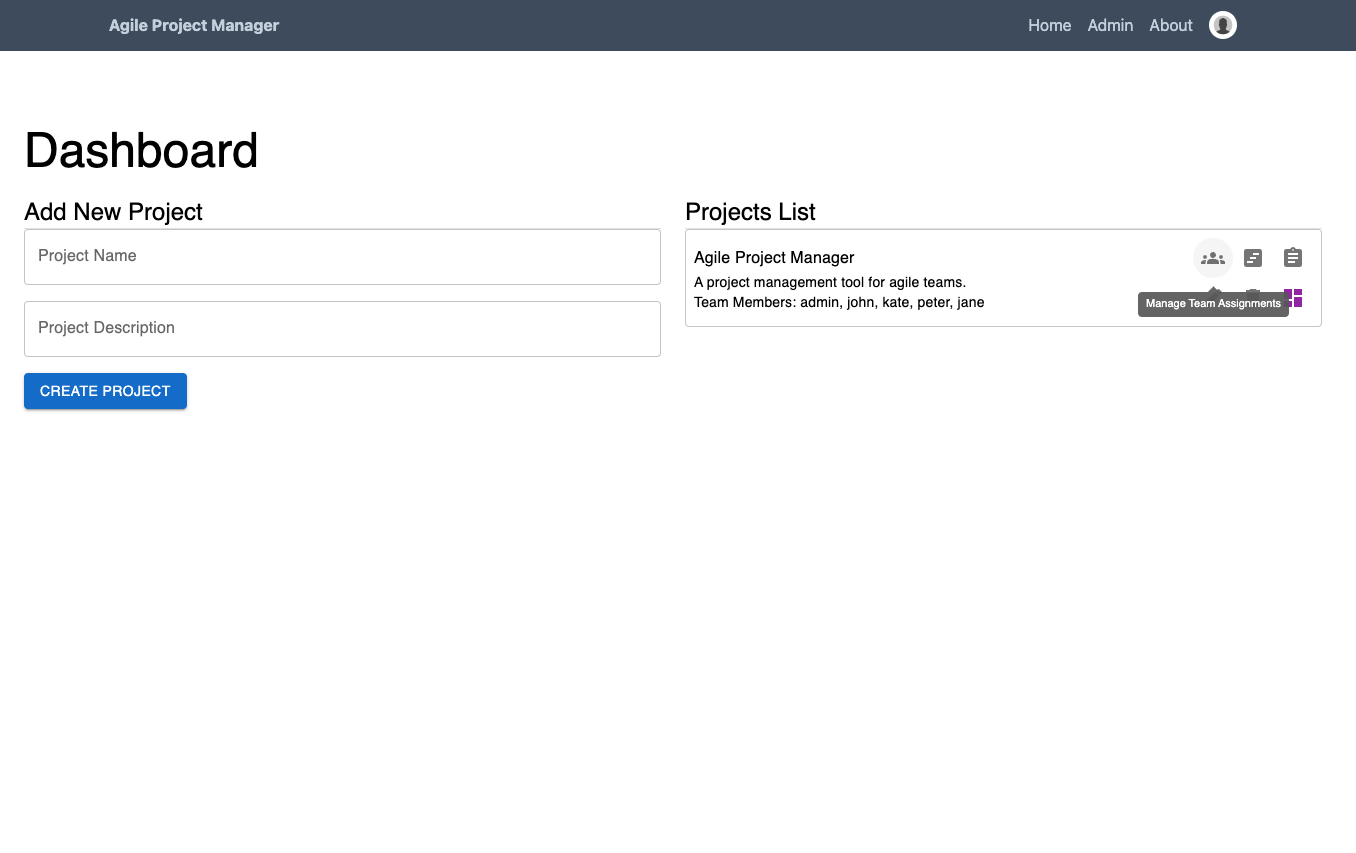 Agile Project Manager
Home Admin About
Dashboard
Add New Project
Project Name
Project Description
CREATE PROJECT
Projects List
Agile Project Manager
A project management tool for agile teams.
Team Members: admin, john, kate, peter, jane
Manage Team Assignments